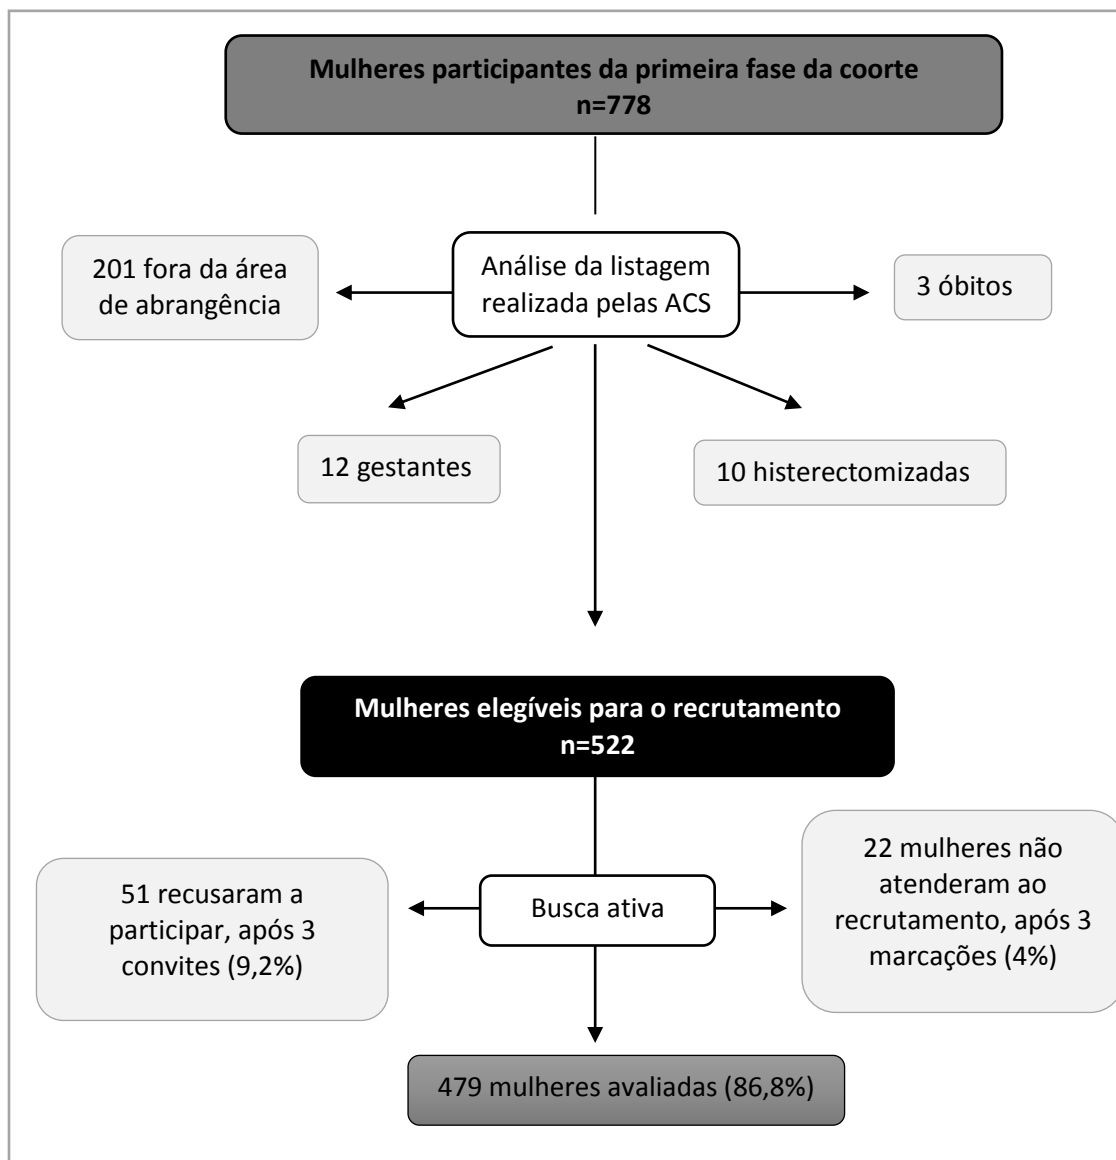 Mulheres participantes da primeira fase da coorte
n=778
201 fora da área
de abrangência
Análise da listagem
realizada pelas ACS
3 óbitos
12 gestantes
10 histerectomizadas
Mulheres elegíveis para o recrutamento
n=522
51 recusaram a
participar, após 3
convites (9,2%)
Busca ativa
22 mulheres não
atenderam ao
recrutamento, após 3
marcações (4%)
479 mulheres avaliadas (86,8%)